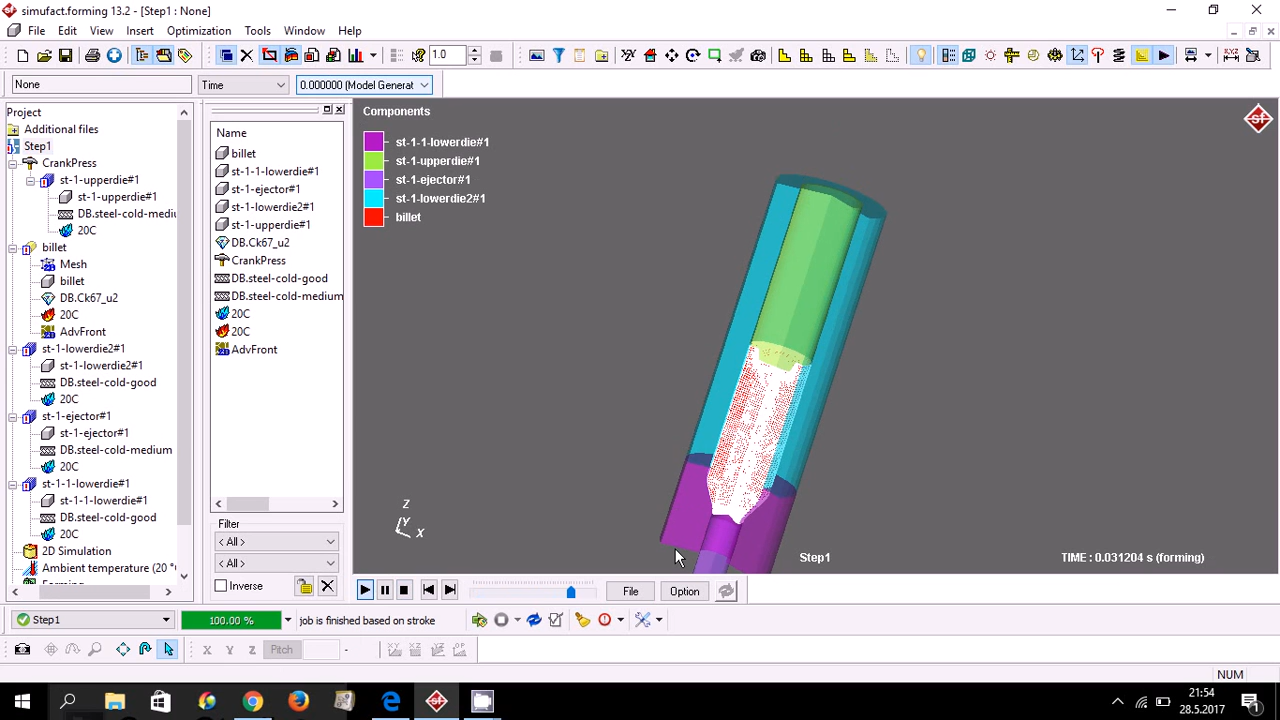 simufact.forming 13.2 - [Step1 : None]
File Edit View Insert Optimization Tools Window Help
1.0
None
Time
0.000000 (Model Generat
Project
Additional files
Step1
CrankPress
st-1-upperdie#1
st-1-upperdie#1
DB.steel-cold-mediu
20C
billet
Mesh
billet
DB.Ck67_u2
20C
AdvFront
st-1-lowerdie2#1
st-1-lowerdie2#1
DB.steel-cold-good
20C
st-1-ejector#1
st-1-ejector#1
DB.steel-cold-medium
20C
st-1-1-lowerdie#1
st-1-1-lowerdie#1
DB.steel-cold-good
20C
2D Simulation
Ambient temperature (20 °
Name
billet
st-1-1-lowerdie#1
st-1-ejector#1
st-1-lowerdie2#1
st-1-upperdie#1
DB.Ck67_u2
CrankPress
DB.steel-cold-good
DB.steel-cold-medium
20C
20C
AdvFront
Filter
< All >
< All >
Inverse
Components
st-1-1-lowerdie#1
st-1-upperdie#1
st-1-ejector#1
st-1-lowerdie2#1
billet
sf
Z
Y
X
Step1
TIME : 0.031204 s (forming)
File
Option
Step1
100.00 %
job is finished based on stroke
X Y Z Pitch -
XY XZ YZ OP
NUM
sf
21:54
28.5.2017